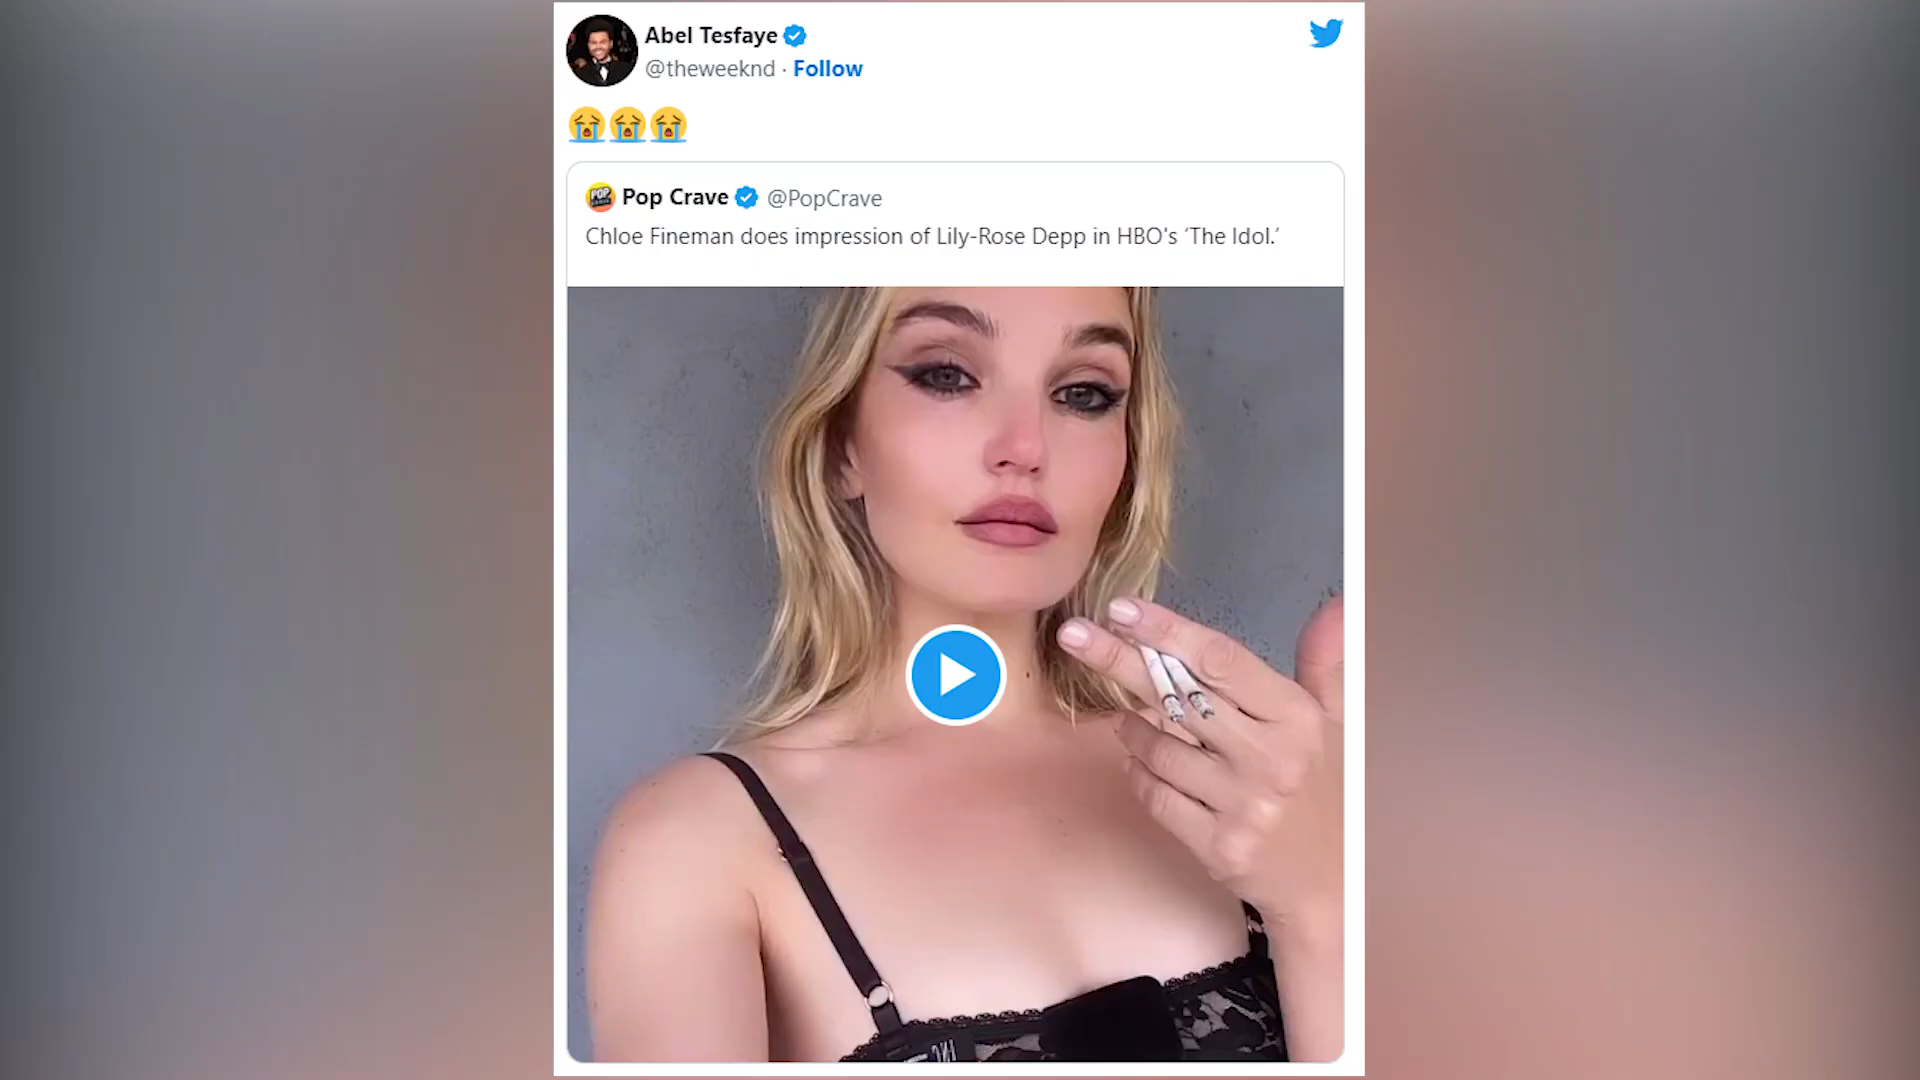 Abel Tesfaye
@theweeknd · Follow
😭😭😭
Pop Crave @PopCrave
Chloe Fineman does impression of Lily-Rose Depp in HBO's ‘The Idol.’